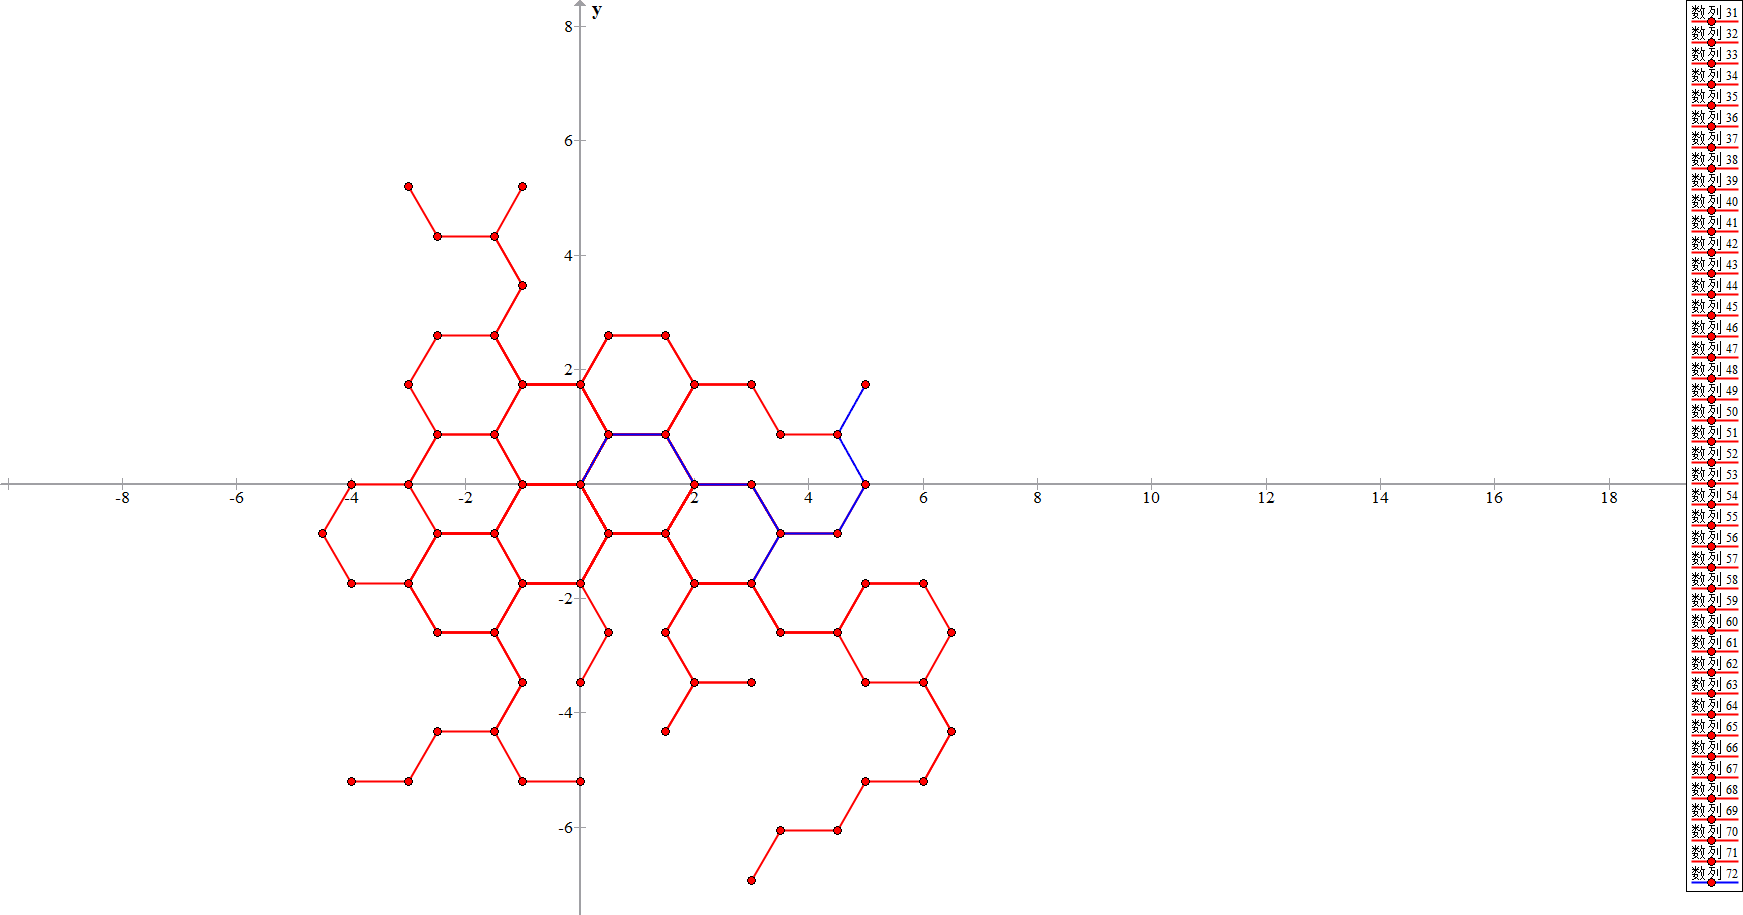 y
8
6
4
2
-8
-6
-4
-2
2
4
6
8
10
12
14
16
18
-2
-4
-6
数列 31
数列 32
数列 33
数列 34
数列 35
数列 36
数列 37
数列 38
数列 39
数列 40
数列 41
数列 42
数列 43
数列 44
数列 45
数列 46
数列 47
数列 48
数列 49
数列 50
数列 51
数列 52
数列 53
数列 54
数列 55
数列 56
数列 57
数列 58
数列 59
数列 60
数列 61
数列 62
数列 63
数列 64
数列 65
数列 66
数列 67
数列 68
数列 69
数列 70
数列 71
数列 72